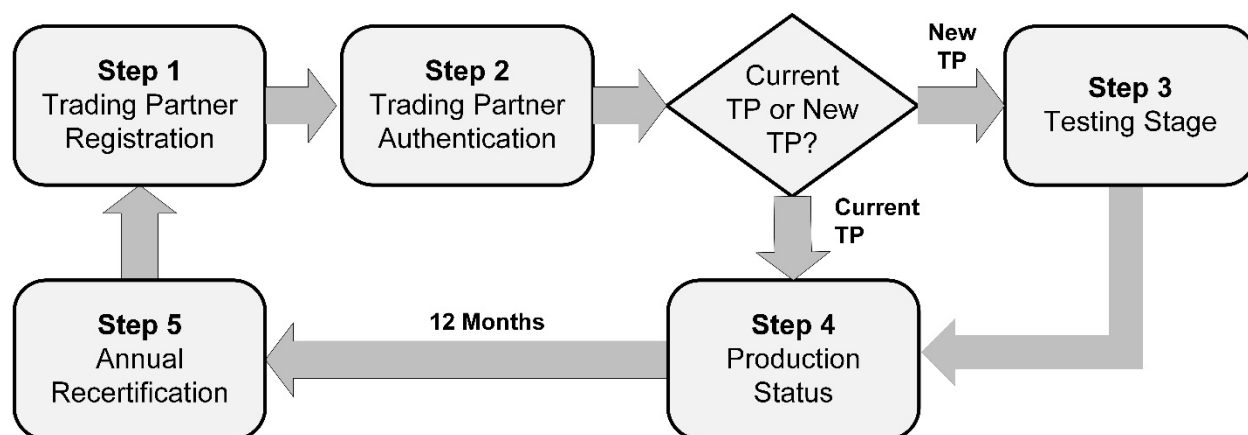 Step 1
Trading Partner
Registration
Step 2
Trading Partner
Authentication
Current
TP or New
TP?
New
TP
Step 3
Testing Stage
Current
TP
Step 4
Production
Status
12 Months
Step 5
Annual
Recertification